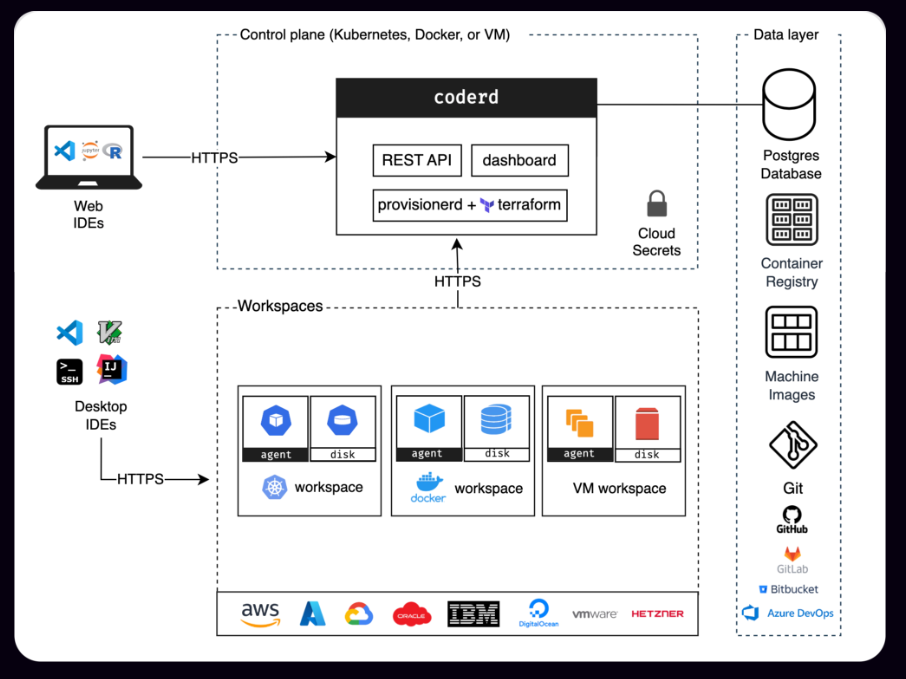 Control plane (Kubernetes, Docker, or VM)
Data layer
coderd
REST API
dashboard
provisionerd + terraform
Cloud
Secrets
HTTPS
jupyter
R
Web
IDEs
HTTPS
Postgres
Database
Container
Registry
Machine
Images
Git
GitHub
GitLab
Bitbucket
Azure DevOps
Workspaces
>_
SSH
IJ
Desktop
IDEs
HTTPS
agent
disk
workspace
agent
disk
docker
workspace
agent
disk
VM workspace
aws
ORACLE
IBM
DigitalOcean
vmware
HETZNER